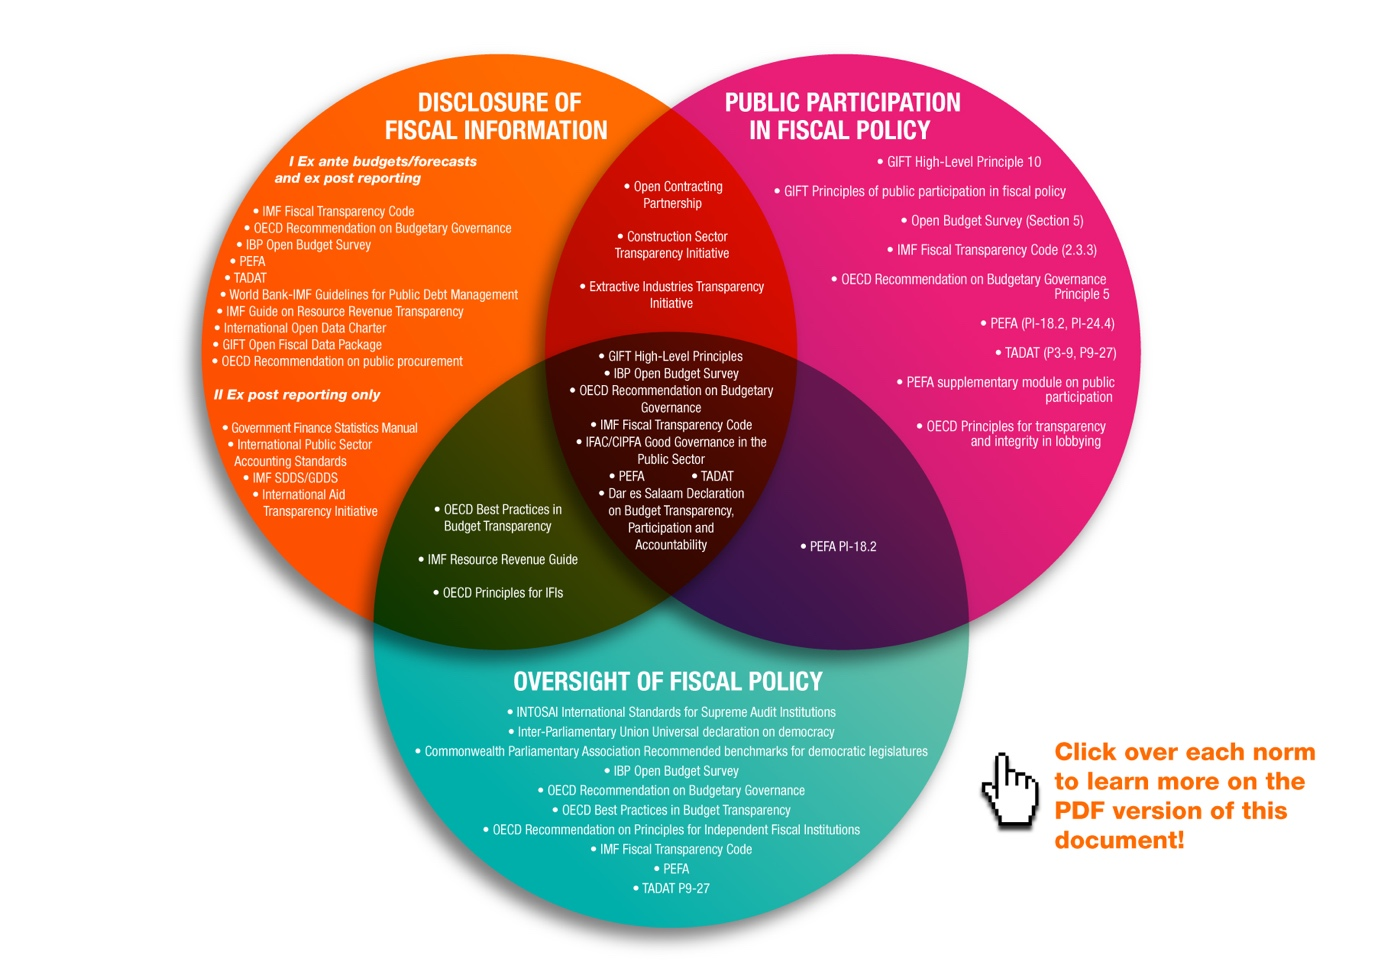 DISCLOSURE OF
FISCAL INFORMATION
I Ex ante budgets/forecasts
and ex post reporting
• IMF Fiscal Transparency Code
• OECD Recommendation on Budgetary Governance
• IBP Open Budget Survey
• PEFA
• TADAT
• World Bank-IMF Guidelines for Public Debt Management
• IMF Guide on Resource Revenue Transparency
• International Open Data Charter
• GIFT Open Fiscal Data Package
• OECD Recommendation on public procurement
II Ex post reporting only
• Government Finance Statistics Manual
• International Public Sector
Accounting Standards
• IMF SDDS/GDDS
• International Aid
Transparency Initiative
• Open Contracting
Partnership
• Construction Sector
Transparency Initiative
• Extractive Industries Transparency
Initiative
PUBLIC PARTICIPATION
IN FISCAL POLICY
• GIFT High-Level Principle 10
• GIFT Principles of public participation in fiscal policy
• Open Budget Survey (Section 5)
• IMF Fiscal Transparency Code (2.3.3)
• OECD Recommendation on Budgetary Governance
Principle 5
• PEFA (PI-18.2, PI-24.4)
• TADAT (P3-9, P9-27)
• PEFA supplementary module on public
participation
• OECD Principles for transparency
and integrity in lobbying
• GIFT High-Level Principles
• IBP Open Budget Survey
• OECD Recommendation on Budgetary
Governance
• IMF Fiscal Transparency Code
• IFAC/CIPFA Good Governance in the
Public Sector
• PEFA • TADAT
• Dar es Salaam Declaration
on Budget Transparency,
Participation and
Accountability
• OECD Best Practices in
Budget Transparency
• IMF Resource Revenue Guide
• OECD Principles for IFIs
• PEFA PI-18.2
OVERSIGHT OF FISCAL POLICY
• INTOSAI International Standards for Supreme Audit Institutions
• Inter-Parliamentary Union Universal declaration on democracy
• Commonwealth Parliamentary Association Recommended benchmarks for democratic legislatures
• IBP Open Budget Survey
• OECD Recommendation on Budgetary Governance
• OECD Best Practices in Budget Transparency
• OECD Recommendation on Principles for Independent Fiscal Institutions
• IMF Fiscal Transparency Code
• PEFA
• TADAT P9-27
Click over each norm
to learn more on the
PDF version of this
document!